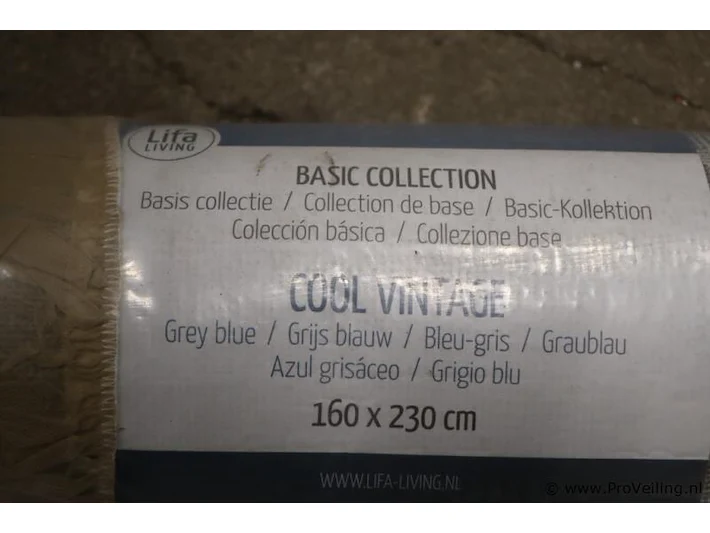 Lifa
LIVING
BASIC COLLECTION
Basis collectie / Collection de base / Basic-Kollektion
Colección básica / Collezione base
COOL VINTAGE
Grey blue / Grijs blauw / Bleu-gris / Graublau
Azul grisáceo / Grigio blu
160 x 230 cm
WWW.LIFA-LIVING.NL
© www.ProVeiling.nl